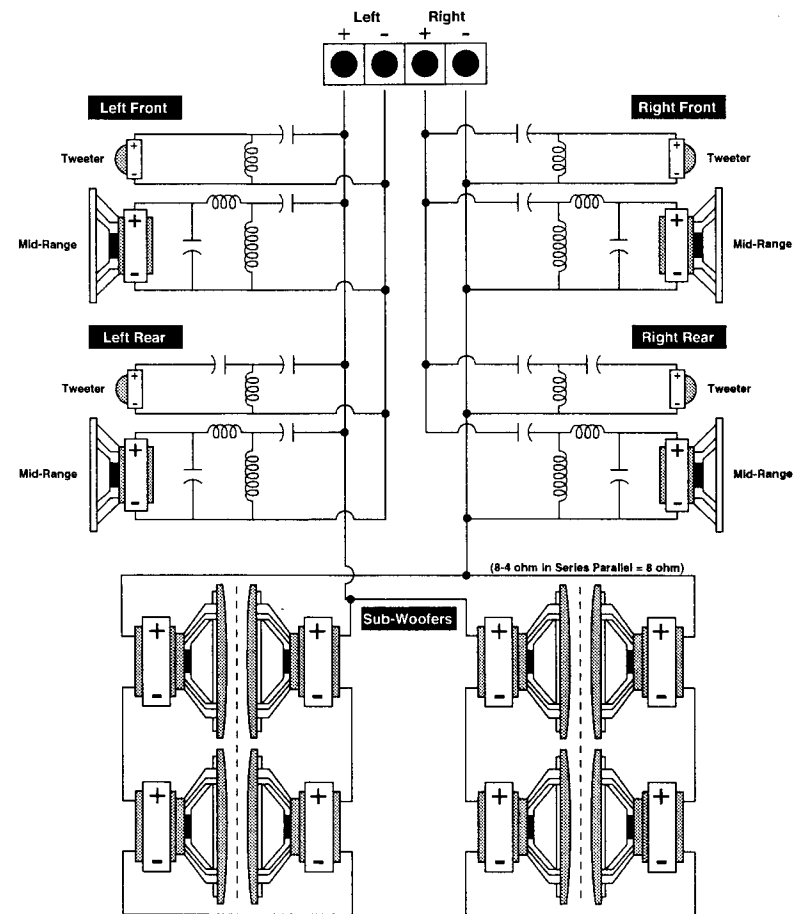 Left Right
+ - + -
Left Front Right Front
+ +
Tweeter Tweeter
- -
+ +
Mid-Range Mid-Range
- -
Left Rear Right Rear
+ +
Tweeter Tweeter
- -
+ +
Mid-Range Mid-Range
- -
(8-4 ohm in Series Parallel = 8 ohm)
Sub-Woofers
+ + + +
- - - -
+ + + +
- - - -